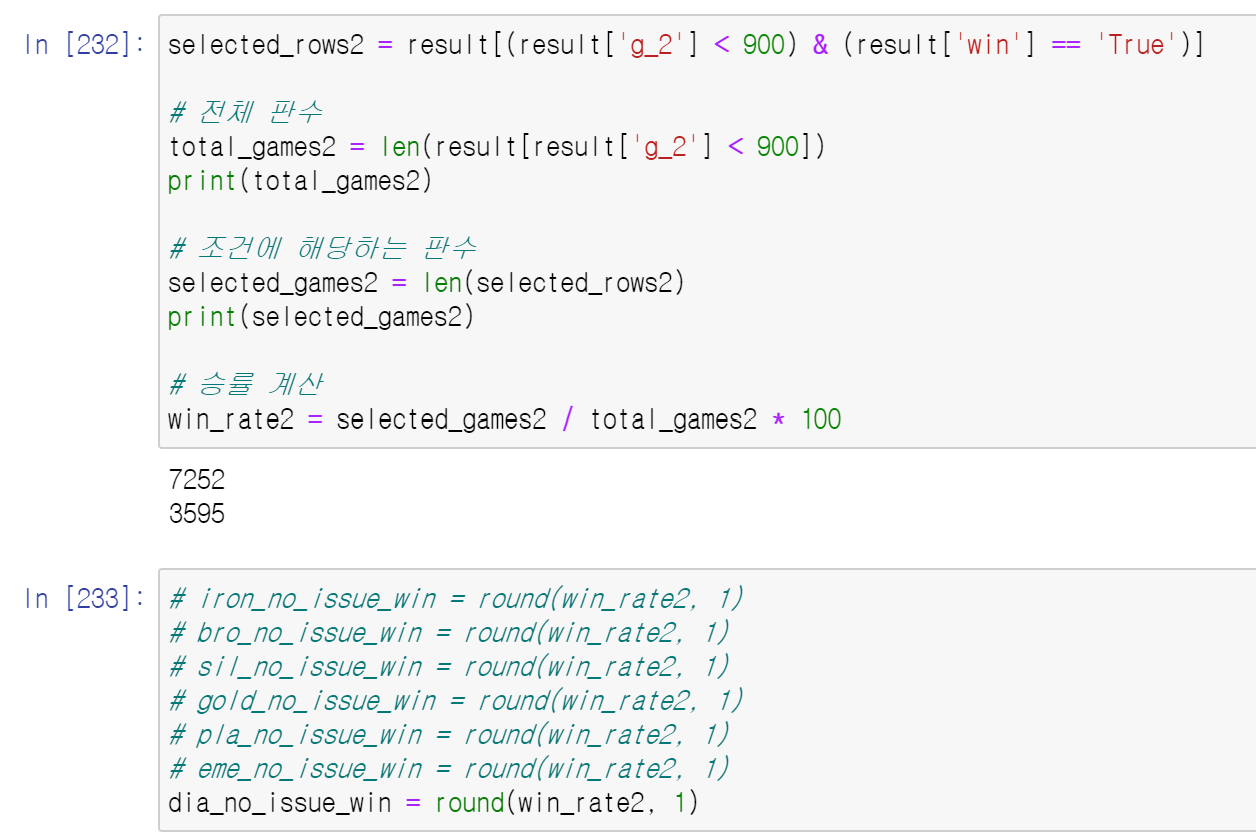 In [232]: selected_rows2 = result[(result['g_2'] < 900) & (result['win'] == 'True')]
# 전체 판수
total_games2 = len(result[result['g_2'] < 900])
print(total_games2)
# 조건에 해당하는 판수
selected_games2 = len(selected_rows2)
print(selected_games2)
# 승률 계산
win_rate2 = selected_games2 / total_games2 * 100
7252
3595
In [233]: # iron_no_issue_win = round(win_rate2, 1)
# bro_no_issue_win = round(win_rate2, 1)
# sil_no_issue_win = round(win_rate2, 1)
# gold_no_issue_win = round(win_rate2, 1)
# pla_no_issue_win = round(win_rate2, 1)
# eme_no_issue_win = round(win_rate2, 1)
dia_no_issue_win = round(win_rate2, 1)